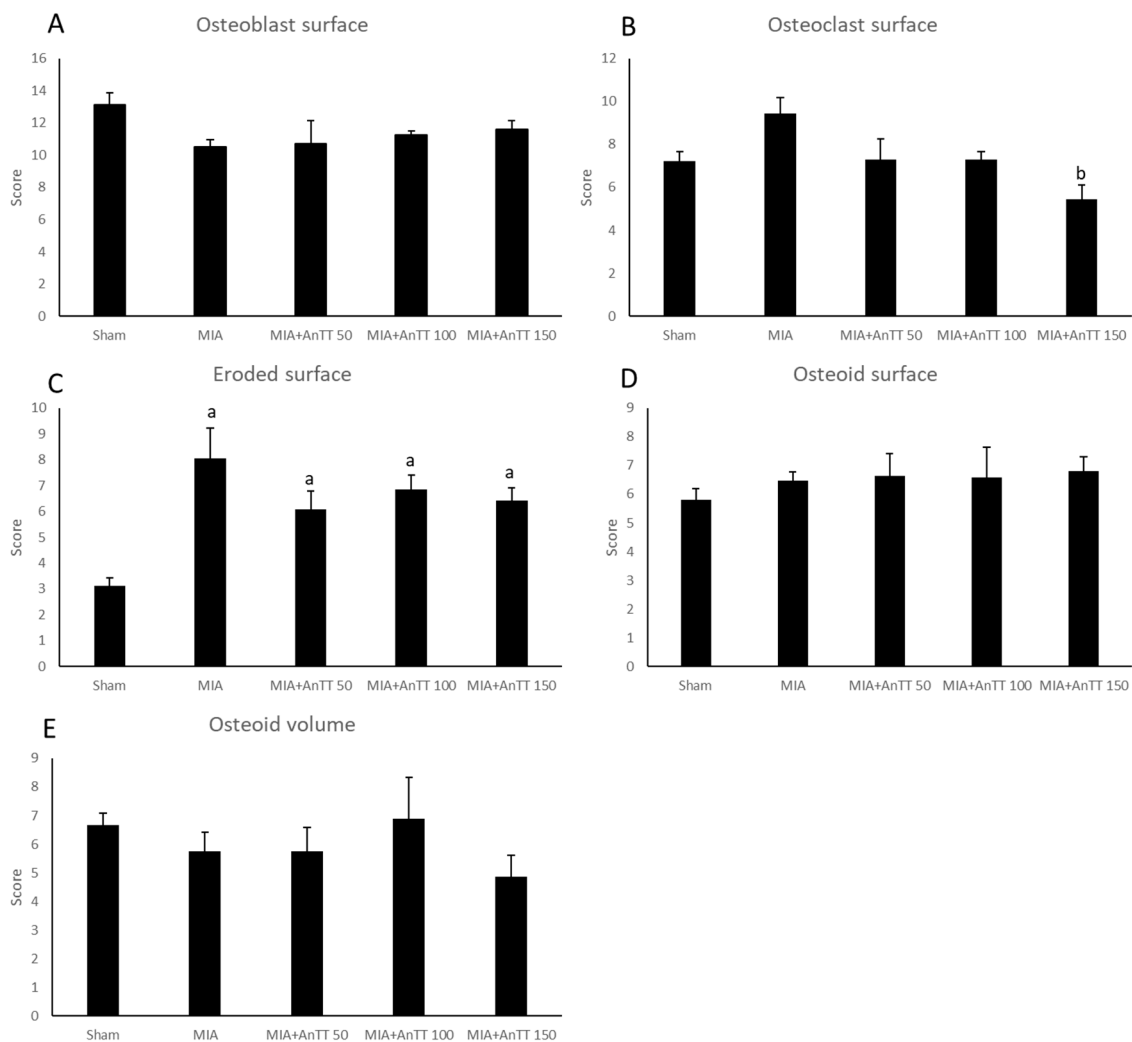 A
Osteoblast surface
16
14
12
10
8
6
4
2
0
Score
Sham
MIA
MIA+AnTT 50
MIA+AnTT 100
MIA+AnTT 150
B
Osteoclast surface
12
10
8
6
4
2
0
Score
b
Sham
MIA
MIA+AnTT 50
MIA+AnTT 100
MIA+AnTT 150
C
Eroded surface
10
9
8
7
6
5
4
3
2
1
0
Score
a
a
a
a
Sham
MIA
MIA+AnTT 50
MIA+AnTT 100
MIA+AnTT 150
D
Osteoid surface
9
8
7
6
5
4
3
2
1
0
Score
Sham
MIA
MIA+AnTT 50
MIA+AnTT 100
MIA+AnTT 150
E
Osteoid volume
9
8
7
6
5
4
3
2
1
0
Score
Sham
MIA
MIA+AnTT 50
MIA+AnTT 100
MIA+AnTT 150